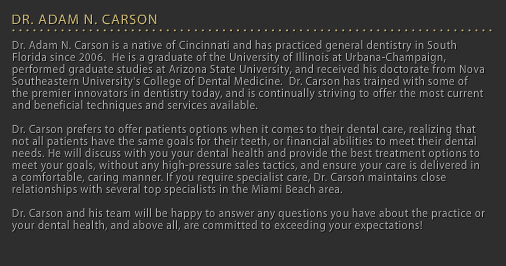 DR. ADAM N. CARSON
Dr. Adam N. Carson is a native of Cincinnati and has practiced general dentistry in South
Florida since 2006.  He is a graduate of the University of Illinois at Urbana-Champaign,
performed graduate studies at Arizona State University, and received his doctorate from Nova
Southeastern University's College of Dental Medicine.  Dr. Carson has trained with some of
the premier innovators in dentistry today, and is continually striving to offer the most current
and beneficial techniques and services available.
Dr. Carson prefers to offer patients options when it comes to their dental care, realizing that
not all patients have the same goals for their teeth, or financial abilities to meet their dental
needs. He will discuss with you your dental health and provide the best treatment options to
meet your goals, without any high-pressure sales tactics, and ensure your care is delivered in
a comfortable, caring manner. If you require specialist care, Dr. Carson maintains close
relationships with several top specialists in the Miami Beach area.
Dr. Carson and his team will be happy to answer any questions you have about the practice or
your dental health, and above all, are committed to exceeding your expectations!